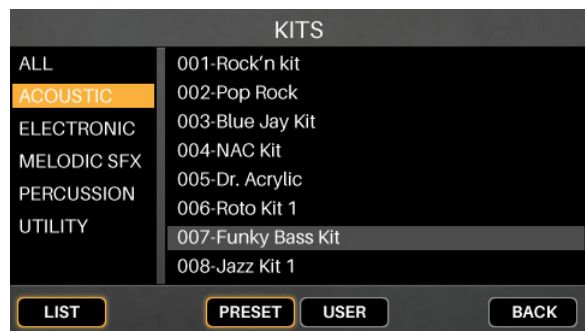 KITS
ALL
ACOUSTIC
ELECTRONIC
MELODIC SFX
PERCUSSION
UTILITY
001-Rock'n kit
002-Pop Rock
003-Blue Jay Kit
004-NAC Kit
005-Dr. Acrylic
006-Roto Kit 1
007-Funky Bass Kit
008-Jazz Kit 1
LIST PRESET USER BACK